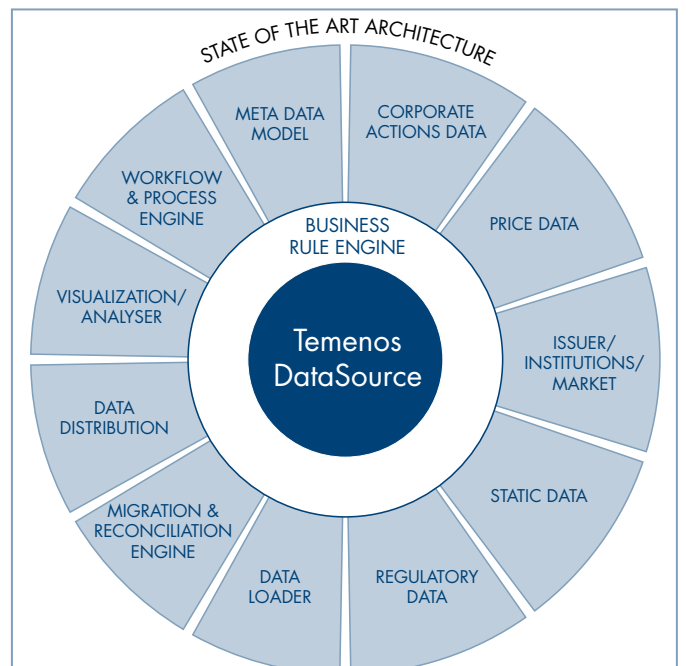 STATE OF THE ART ARCHITECTURE
META DATA
MODEL
CORPORATE
ACTIONS DATA
PRICE DATA
ISSUER/
INSTITUTIONS/
MARKET
STATIC DATA
REGULATORY
DATA
DATA
LOADER
MIGRATION &
RECONCILIATION
ENGINE
DATA
DISTRIBUTION
VISUALIZATION/
ANALYSER
WORKFLOW
& PROCESS
ENGINE
BUSINESS
RULE ENGINE
Temenos
DataSource